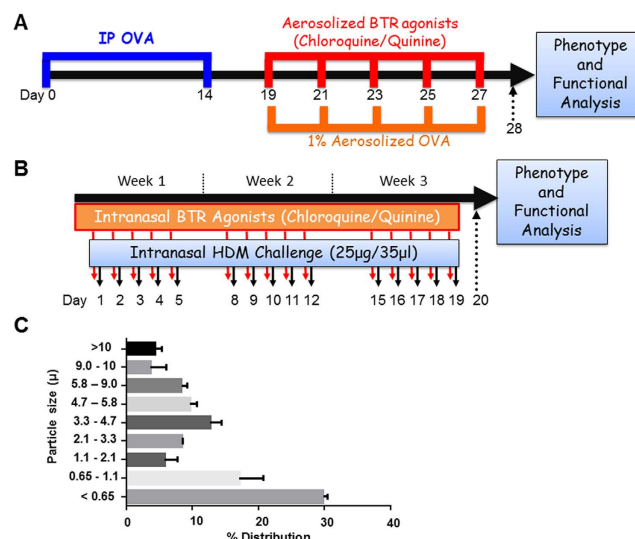 A
IP OVA
Aerosolized BTR agonists
(Chloroquine/Quinine)
Phenotype
and
Functional
Analysis
Day 0
14
19
21
23
25
27
28
1% Aerosolized OVA
B
Week 1
Week 2
Week 3
Phenotype
and
Functional
Analysis
Intranasal BTR Agonists (Chloroquine/Quinine)
Intranasal HDM Challenge (25µg/35µl)
Day 1 2 3 4 5 8 9 10 11 12 15 16 17 18 19 20
C
Particle size (µ)
>10
9.0 - 10
5.8 – 9.0
4.7 – 5.8
3.3 - 4.7
2.1 - 3.3
1.1 - 2.1
0.65 - 1.1
< 0.65
0 10 20 30 40
% Distribution